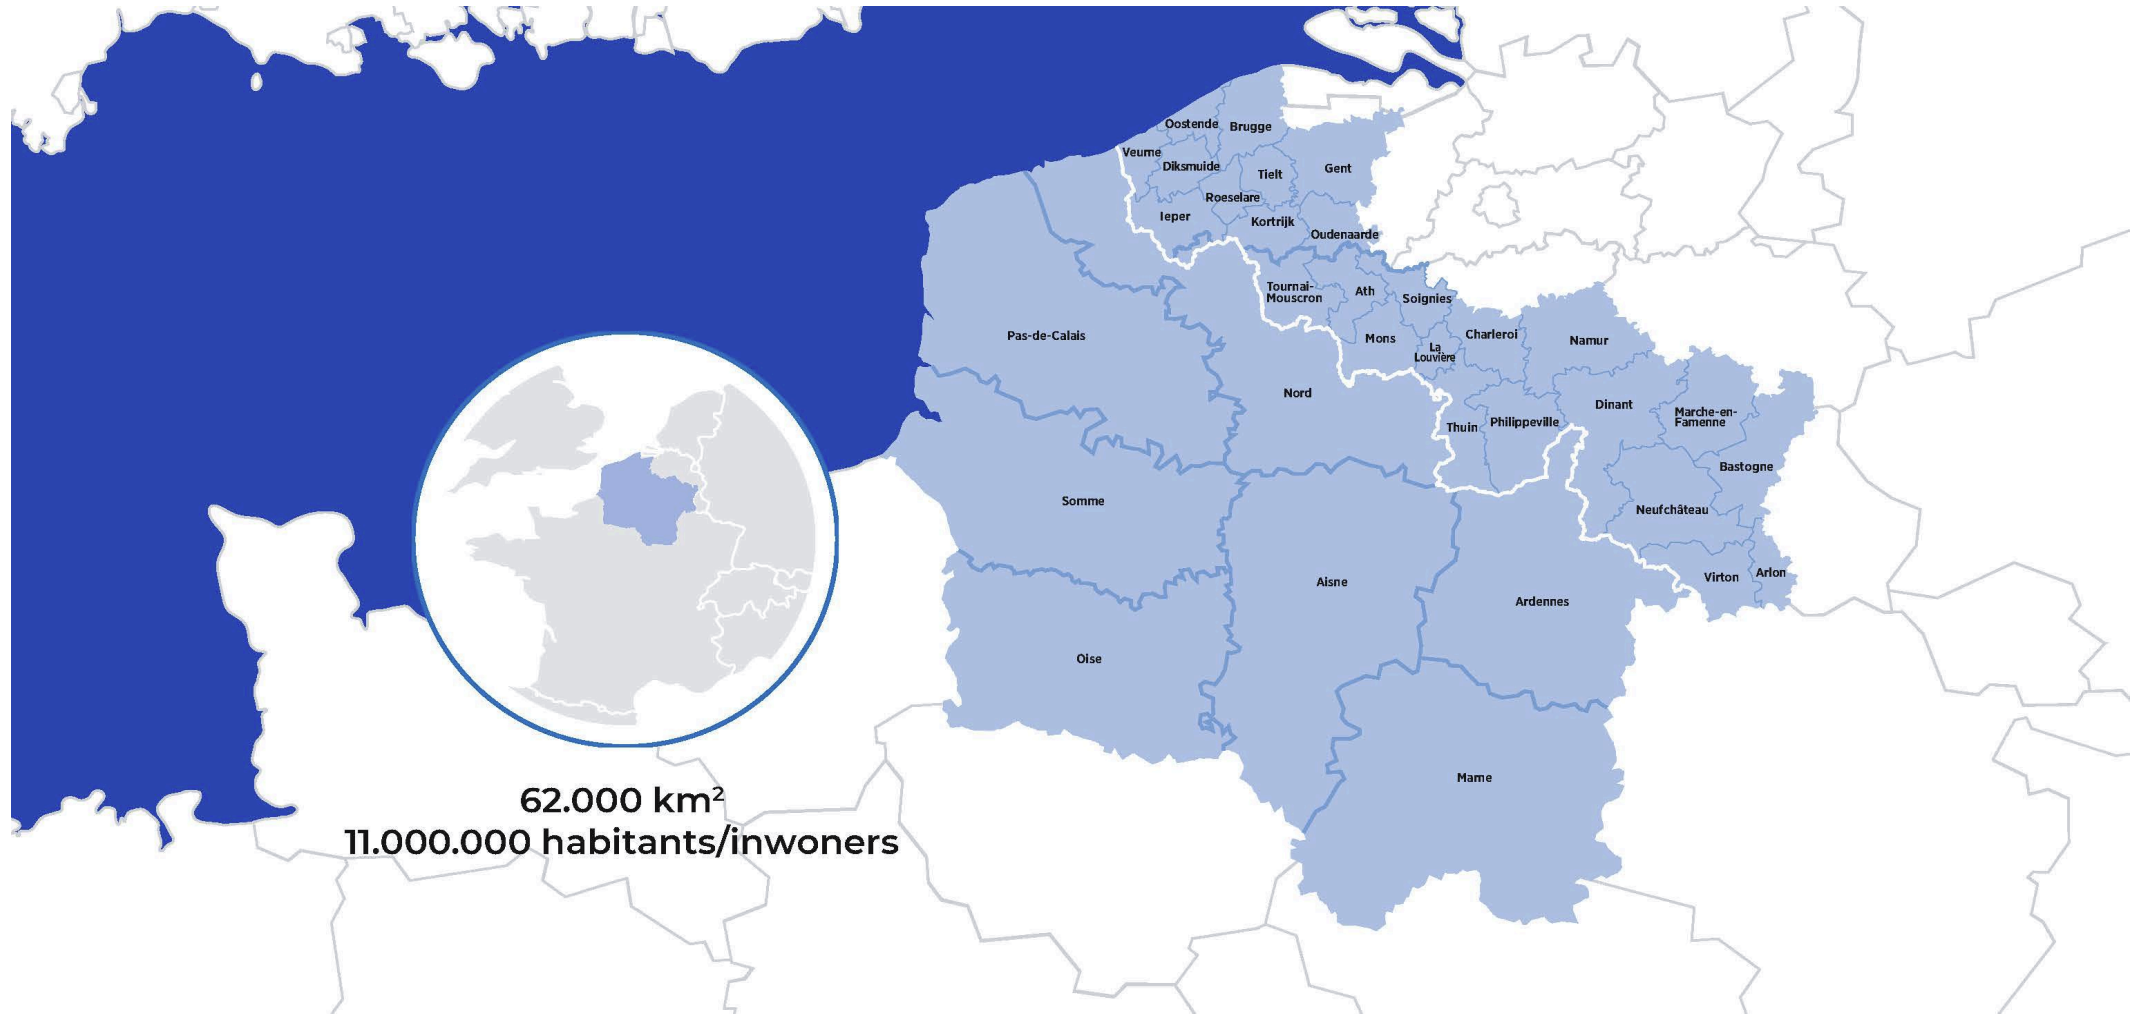 Oostende
Brugge
Veurne
Diksmuide
Tielt
Gent
Roeselare
Ieper
Kortrijk
Oudenaarde
Tournai-
Mouscron
Ath
Soignies
Pas-de-Calais
Mons
Charleroi
Namur
La
Louvière
Nord
Dinant
Marche-en-
Famenne
Thuin
Philippeville
Bastogne
Somme
Neufchâteau
Aisne
Virton
Arlon
Ardennes
Oise
Marne
62.000 km²
11.000.000 habitants/inwoners